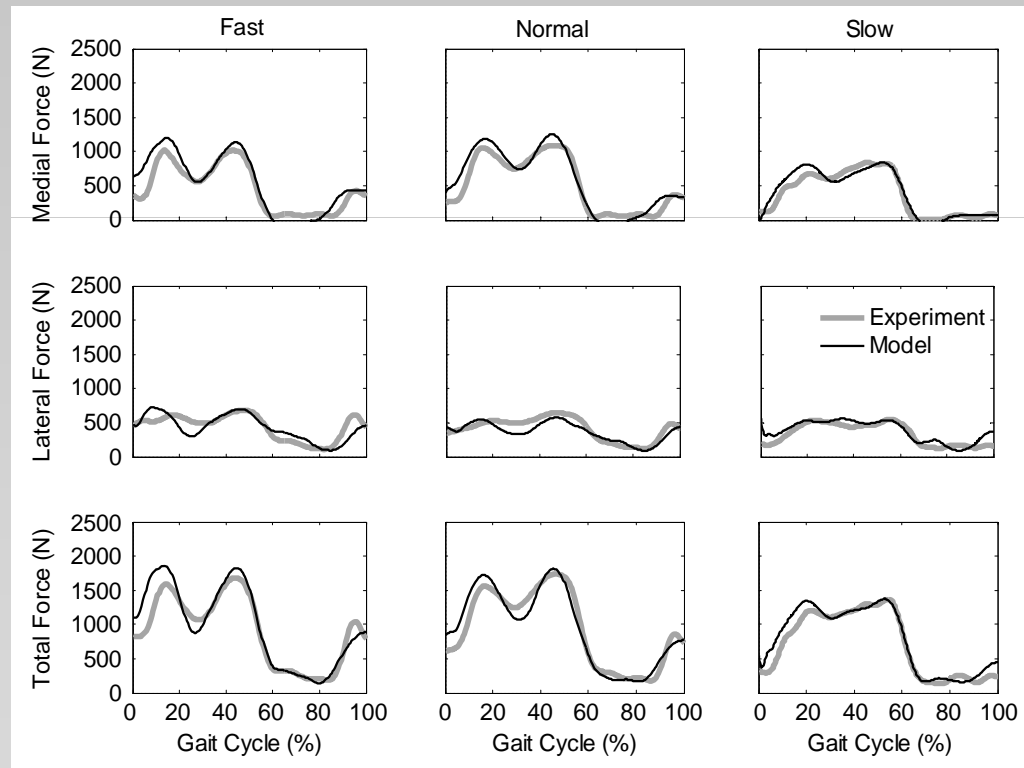 Fast Normal Slow
Medial Force (N)
2500
2000
1500
1000
500
0
Lateral Force (N)
2500
2000
1500
1000
500
0
Experiment
Model
Total Force (N)
2500
2000
1500
1000
500
0
0 20 40 60 80 100 0 20 40 60 80 100 0 20 40 60 80 100
Gait Cycle (%) Gait Cycle (%) Gait Cycle (%)